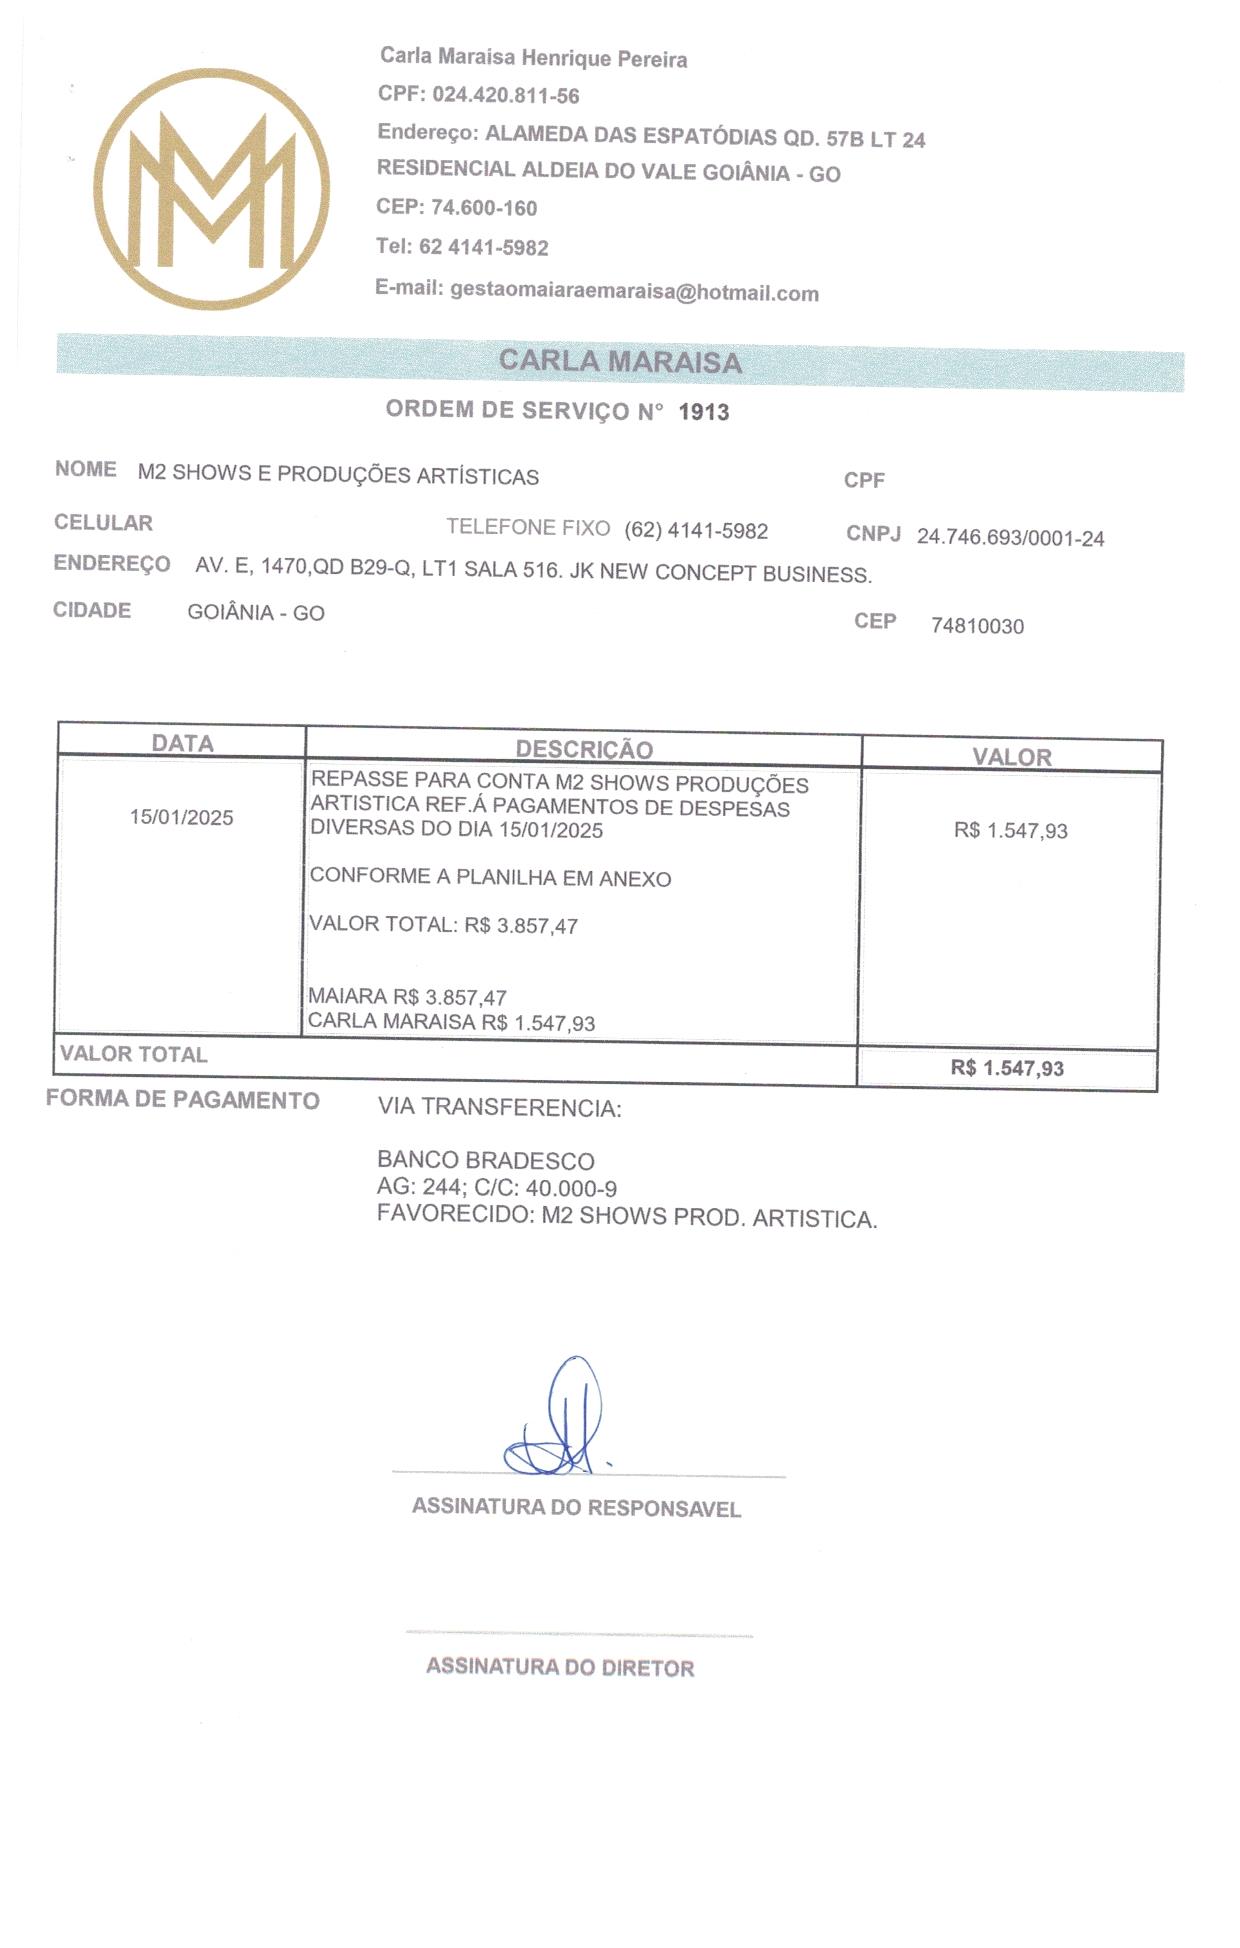 Carla Maraisa Henrique Pereira
CPF: 024.420.811-56
Endereço: ALAMEDA DAS ESPATÓDIAS QD. 57B LT 24
RESIDENCIAL ALDEIA DO VALE GOIÂNIA - GO
CEP: 74.600-160
Tel: 62 4141-5982
E-mail: gestaomaiaraemaraisa@hotmail.com
CARLA MARAISA
ORDEM DE SERVIÇO N° 1913
NOME M2 SHOWS E PRODUÇÕES ARTÍSTICAS CPF
CELULAR TELEFONE FIXO (62) 4141-5982 CNPJ 24.746.693/0001-24
ENDEREÇO AV. E, 1470,QD B29-Q, LT1 SALA 516. JK NEW CONCEPT BUSINESS.
CIDADE GOIÂNIA - GO CEP 74810030
DATA DESCRIÇÃO VALOR
REPASSE PARA CONTA M2 SHOWS PRODUÇÕES
ARTISTICA REF.Á PAGAMENTOS DE DESPESAS
15/01/2025 DIVERSAS DO DIA 15/01/2025 R$ 1.547,93
CONFORME A PLANILHA EM ANEXO
VALOR TOTAL: R$ 3.857,47
MAIARA R$ 3.857,47
CARLA MARAISA R$ 1.547,93
VALOR TOTAL R$ 1.547,93
FORMA DE PAGAMENTO VIA TRANSFERENCIA:
BANCO BRADESCO
AG: 244; C/C: 40.000-9
FAVORECIDO: M2 SHOWS PROD. ARTISTICA.
ASSINATURA DO RESPONSAVEL
ASSINATURA DO DIRETOR